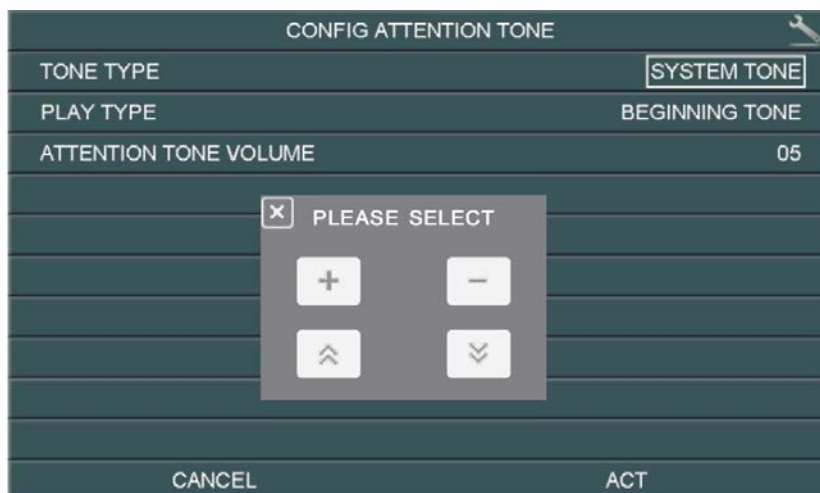 CONFIG ATTENTION TONE
TONE TYPE SYSTEM TONE
PLAY TYPE BEGINNING TONE
ATTENTION TONE VOLUME 05
PLEASE SELECT
+ −
CANCEL ACT